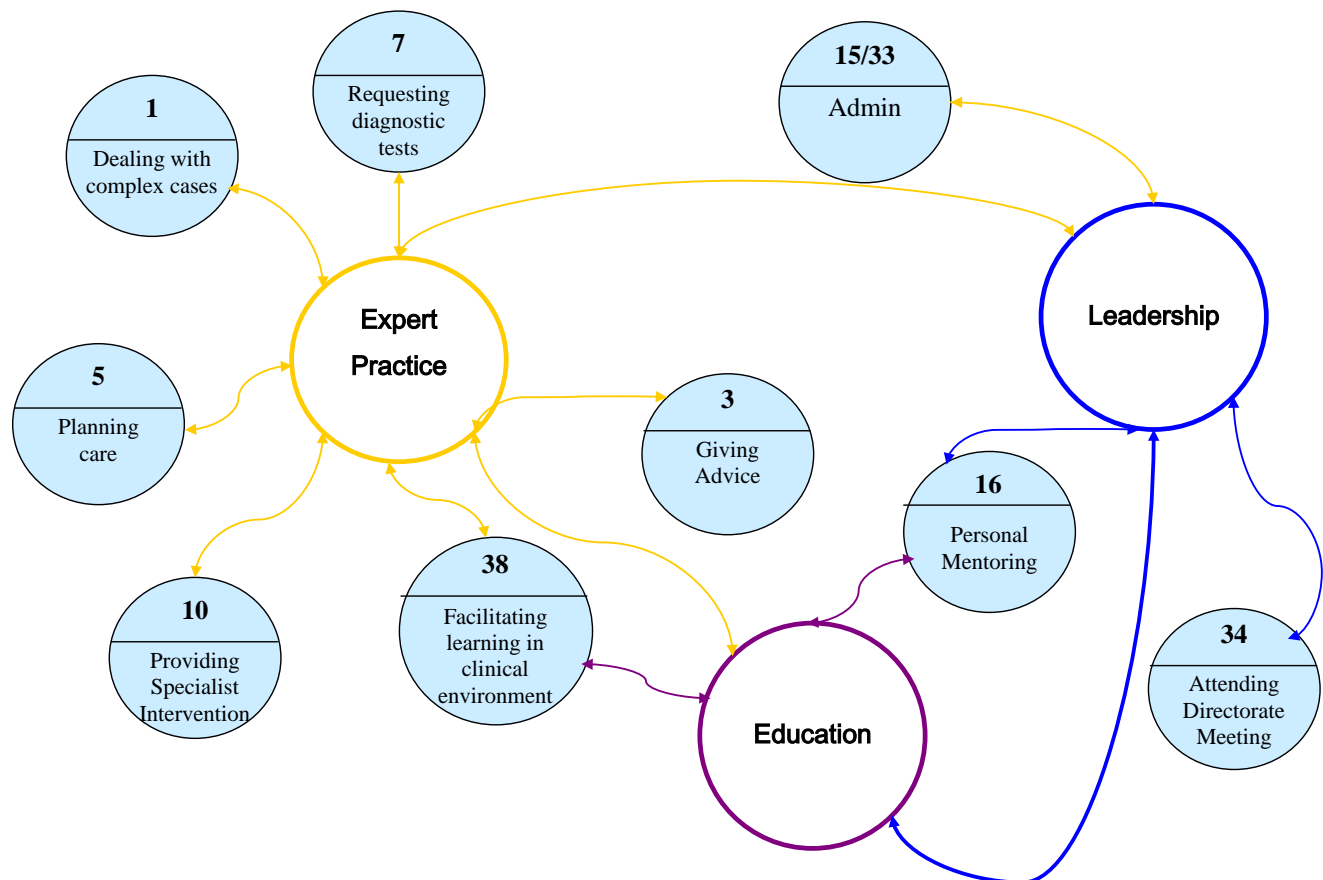 7
Requesting
diagnostic
tests
15/33
Admin
1
Dealing with
complex cases
Expert
Practice
Leadership
5
Planning
care
3
Giving
Advice
16
Personal
Mentoring
38
Facilitating
learning in
clinical
environment
10
Providing
Specialist
Intervention
34
Attending
Directorate
Meeting
Education